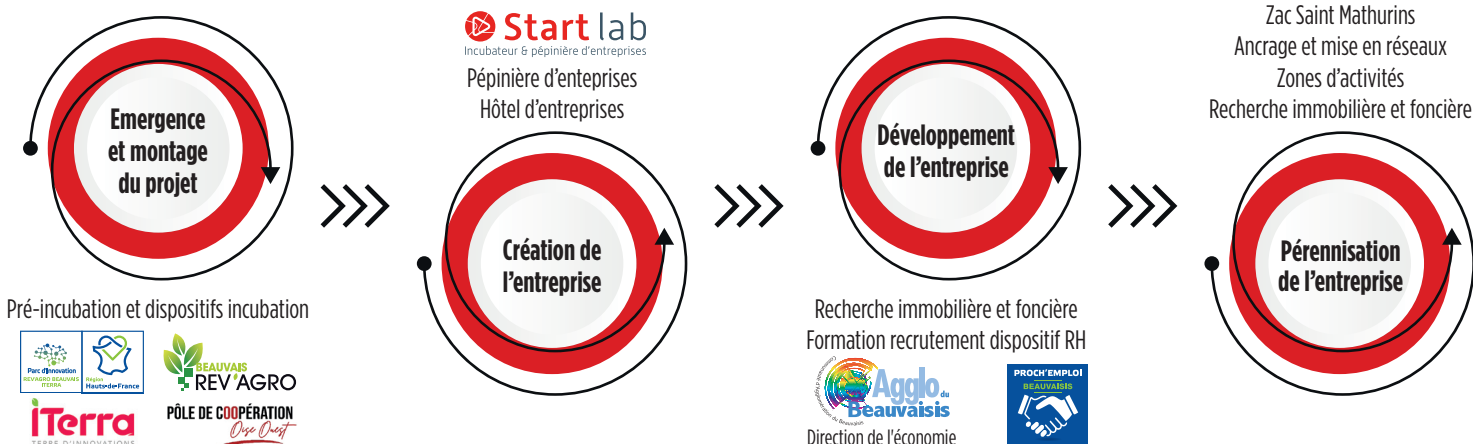 Emergence
et montage
du projet
Pré-incubation et dispositifs incubation
Parc d'Innovation
REVAGRO BEAUVAIS
ITERRA
Région
Hauts-de-France
BEAUVAIS
REV'AGRO
iTerra
TERRE D'INNOVATIONS
PÔLE DE COOPÉRATION
Oise Ouest
Start lab
Incubateur & pépinière d'entreprises
Pépinière d'enteprises
Hôtel d'entreprises
Création de
l'entreprise
Développement
de l'entreprise
Recherche immobilière et foncière
Formation recrutement dispositif RH
Communauté d'Agglomération du Beauvaisis
Agglo du
Beauvaisis
Direction de l'économie
PROCH'EMPLOI
BEAUVAISIS
Zac Saint Mathurins
Ancrage et mise en réseaux
Zones d'activités
Recherche immobilière et foncière
Pérennisation
de l'entreprise